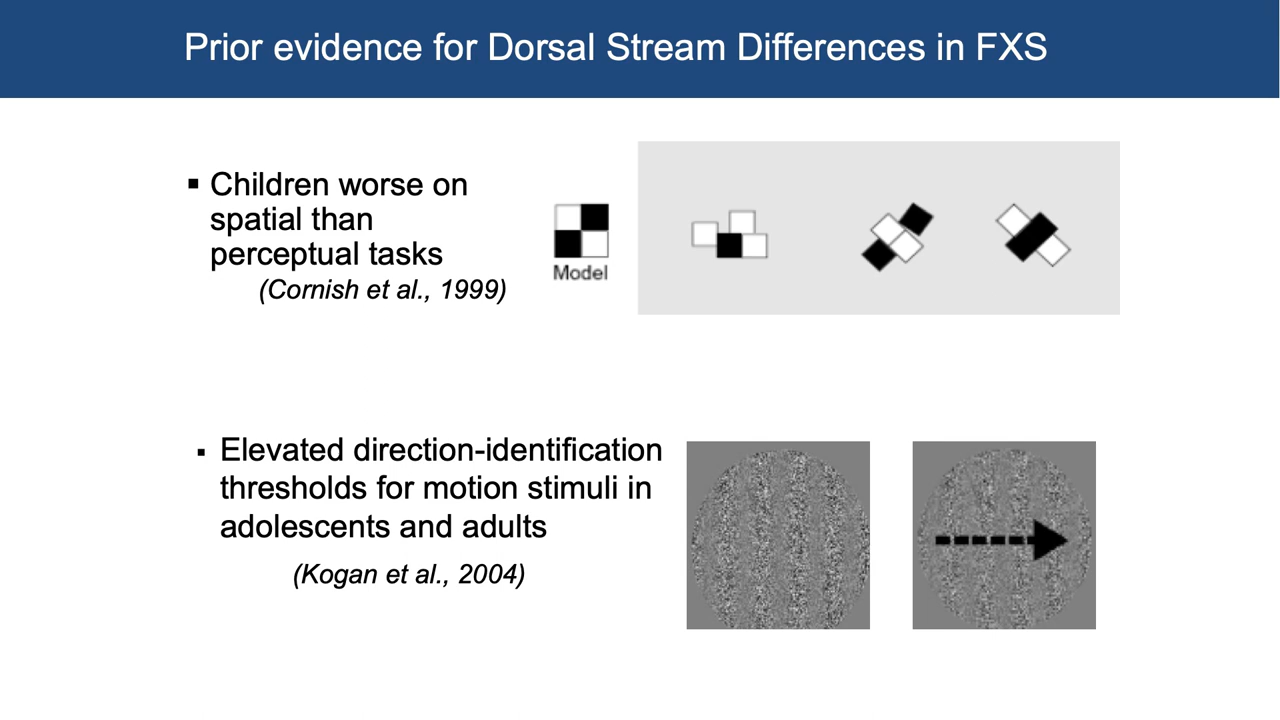 Prior evidence for Dorsal Stream Differences in FXS
▪ Children worse on
spatial than
perceptual tasks
(Cornish et al., 1999)
Model
▪ Elevated direction-identification
thresholds for motion stimuli in
adolescents and adults
(Kogan et al., 2004)